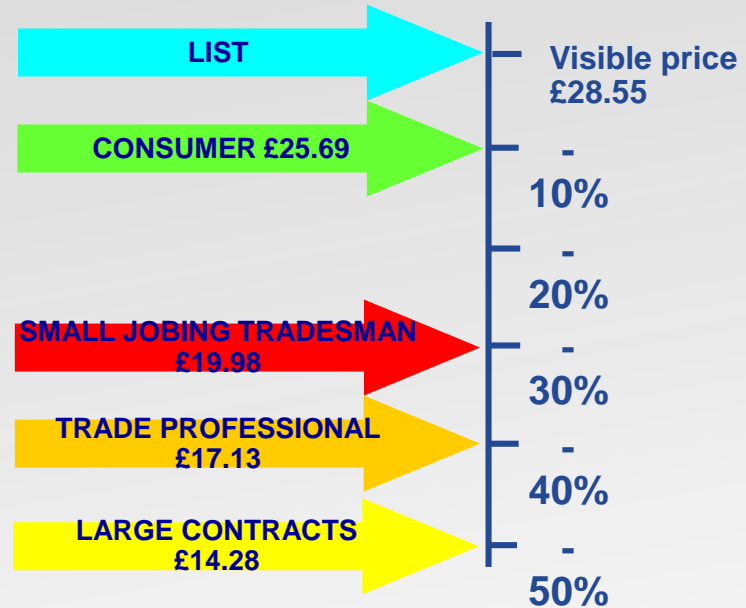 LIST
Visible price
£28.55
CONSUMER £25.69
-
10%
-
20%
SMALL JOBING TRADESMAN
£19.98
-
30%
TRADE PROFESSIONAL
£17.13
-
40%
LARGE CONTRACTS
£14.28
-
50%